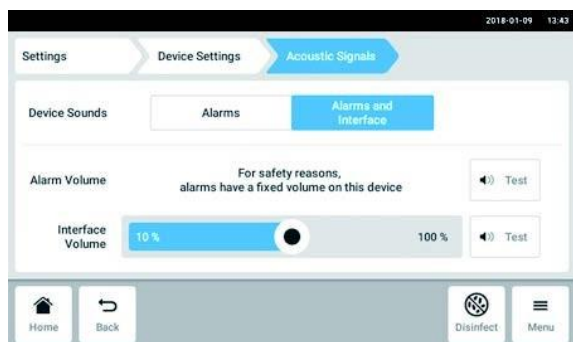 2018-01-09 13:43
Settings Device Settings Acoustic Signals
Device Sounds Alarms Alarms and
Interface
Alarm Volume For safety reasons,
alarms have a fixed volume on this device Test
Interface
Volume 10 % 100 % Test
Home Back Disinfect Menu